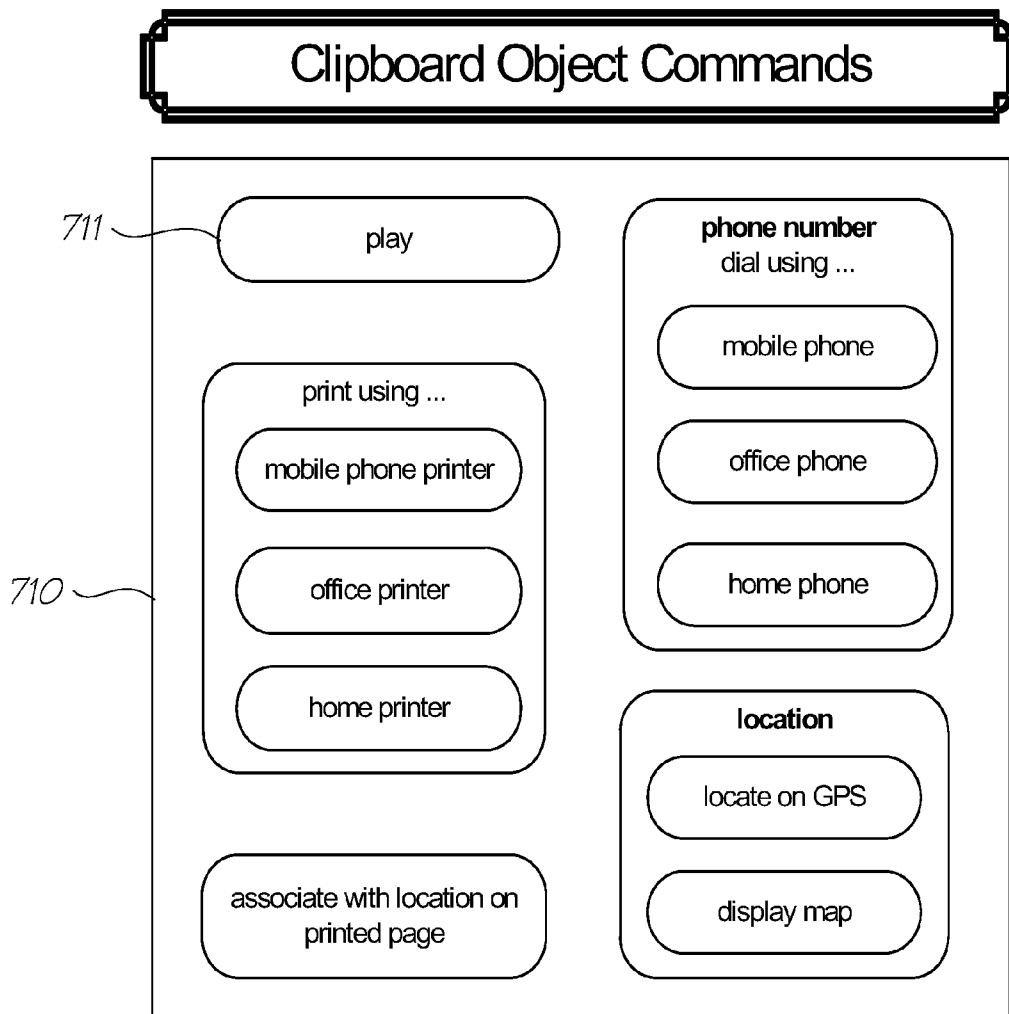 Clipboard Object Commands
711
play
print using ...
mobile phone printer
office printer
home printer
710
associate with location on
printed page
phone number
dial using ...
mobile phone
office phone
home phone
location
locate on GPS
display map